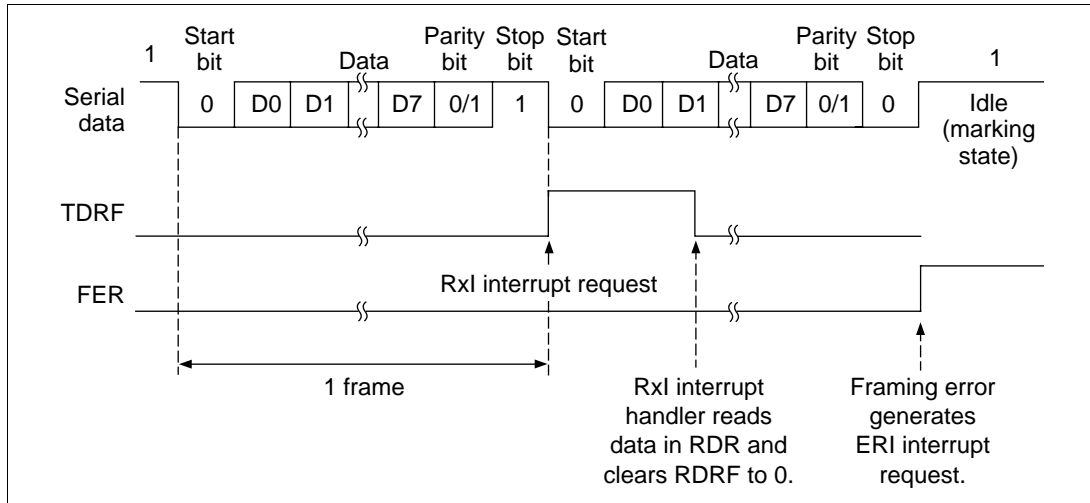 1
Start bit
Data
Parity bit
Stop bit
Start bit
Data
Parity bit
Stop bit
1
Serial data
0 D0 D1 D7 0/1 1 0 D0 D1 D7 0/1 0
Idle (marking state)
TDRF
RxI interrupt request
FER
1 frame
RxI interrupt
handler reads
data in RDR and
clears RDRF to 0.
Framing error
generates
ERI interrupt
request.